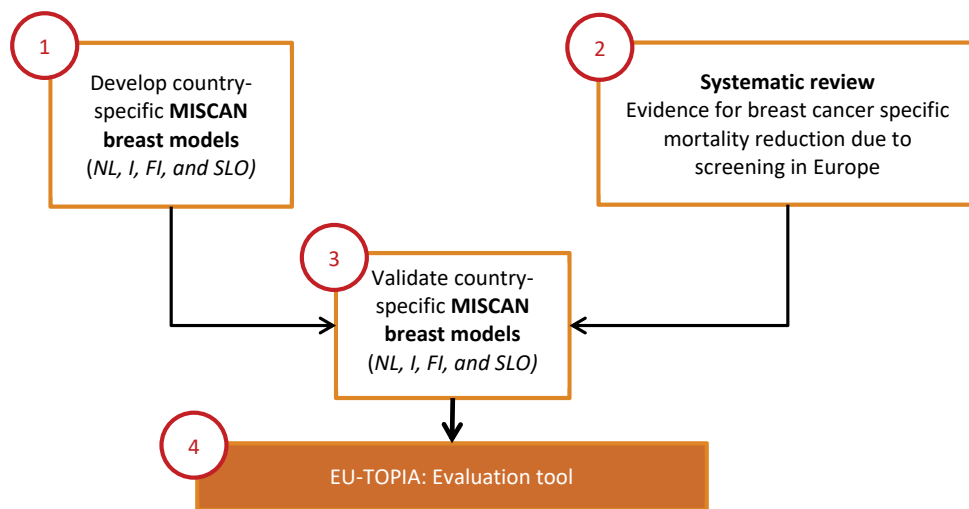 1
Develop country-
specific MISCAN
breast models
(NL, I, FI, and SLO)
2
Systematic review
Evidence for breast cancer specific
mortality reduction due to
screening in Europe
3
Validate country-
specific MISCAN
breast models
(NL, I, FI, and SLO)
4
EU-TOPIA: Evaluation tool